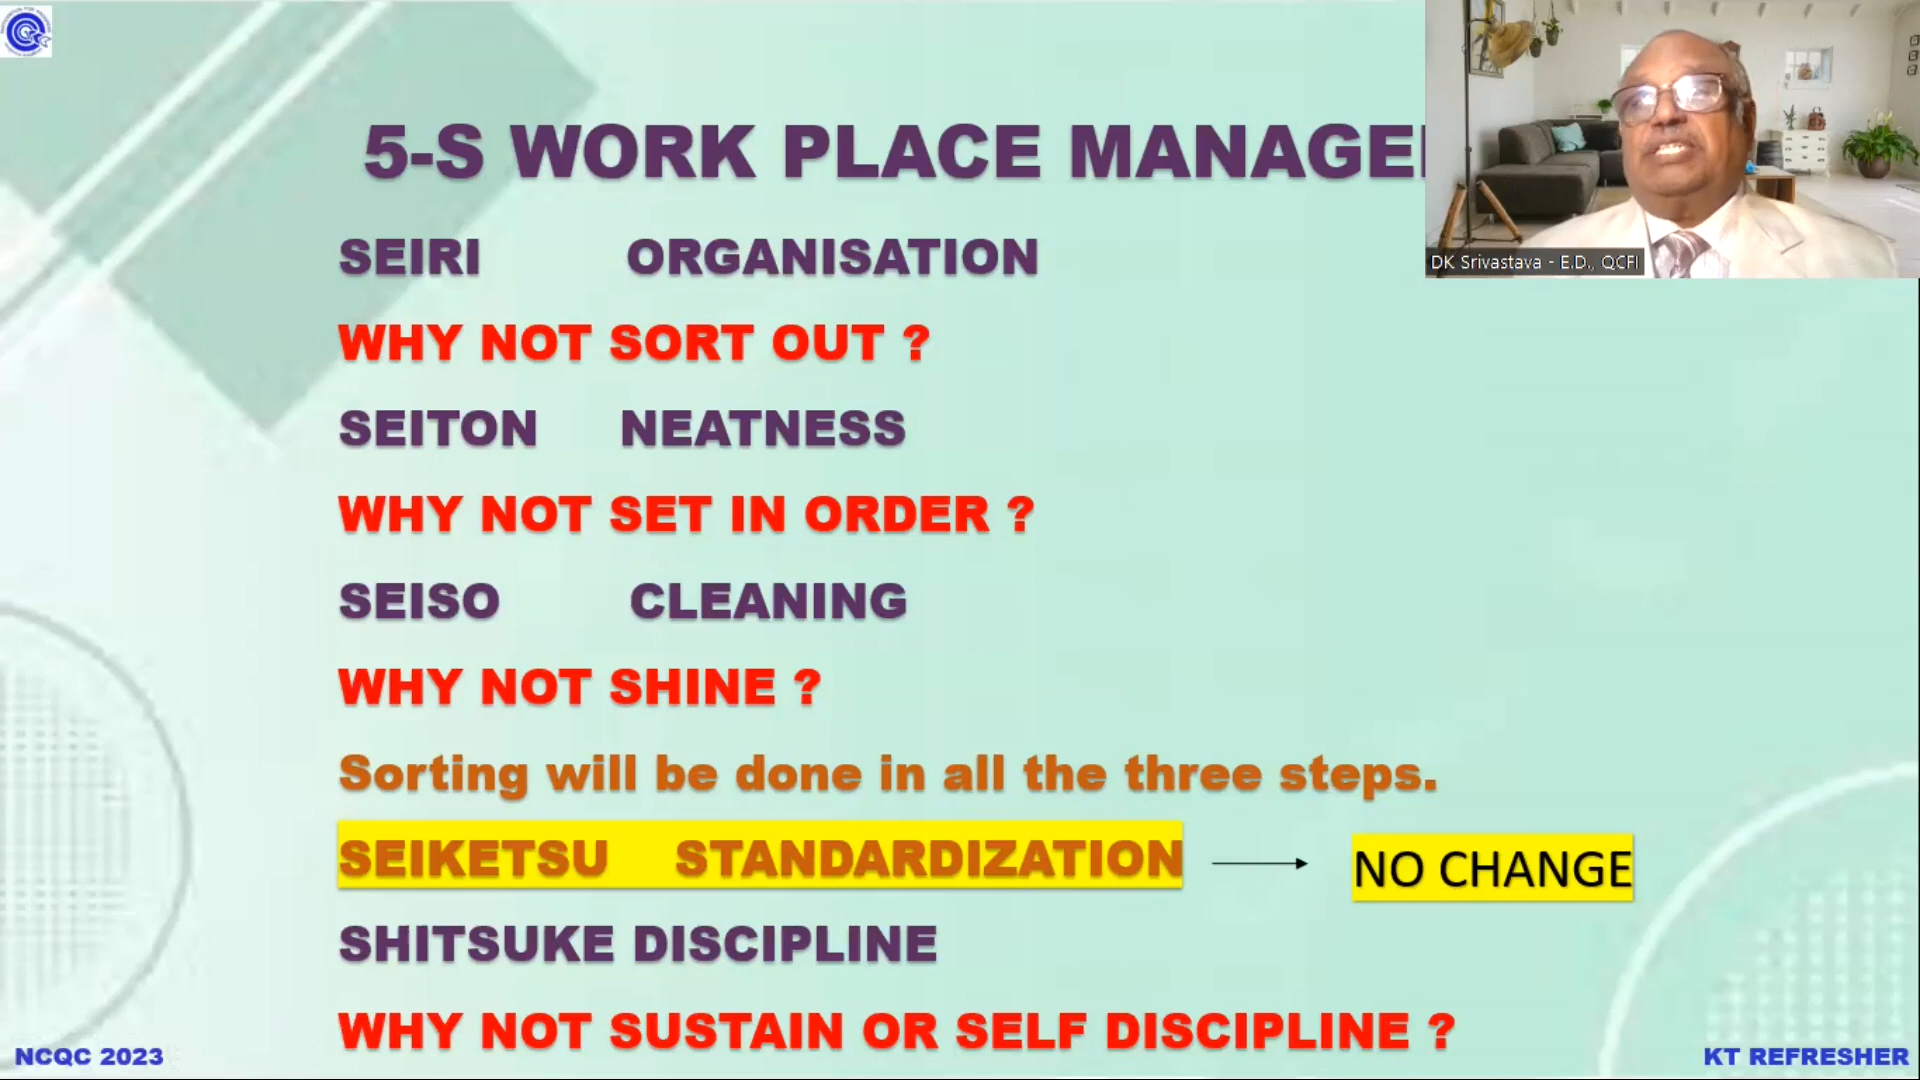 5-S WORK PLACE MANAGE
DK Srivastava - E.D., QCFI
SEIRI ORGANISATION
WHY NOT SORT OUT ?
SEITON NEATNESS
WHY NOT SET IN ORDER ?
SEISO CLEANING
WHY NOT SHINE ?
Sorting will be done in all the three steps.
SEIKETSU STANDARDIZATION NO CHANGE
SHITSUKE DISCIPLINE
WHY NOT SUSTAIN OR SELF DISCIPLINE ?
NCQC 2023 KT REFRESHER